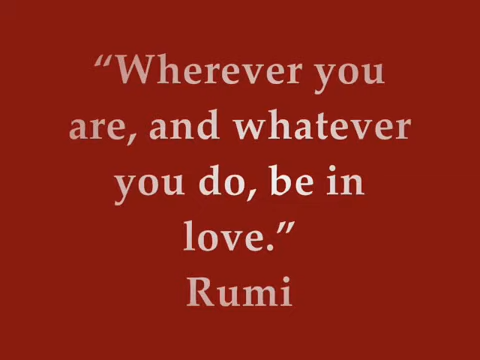 “Wherever you
are, and whatever
you do, be in
love.”
Rumi